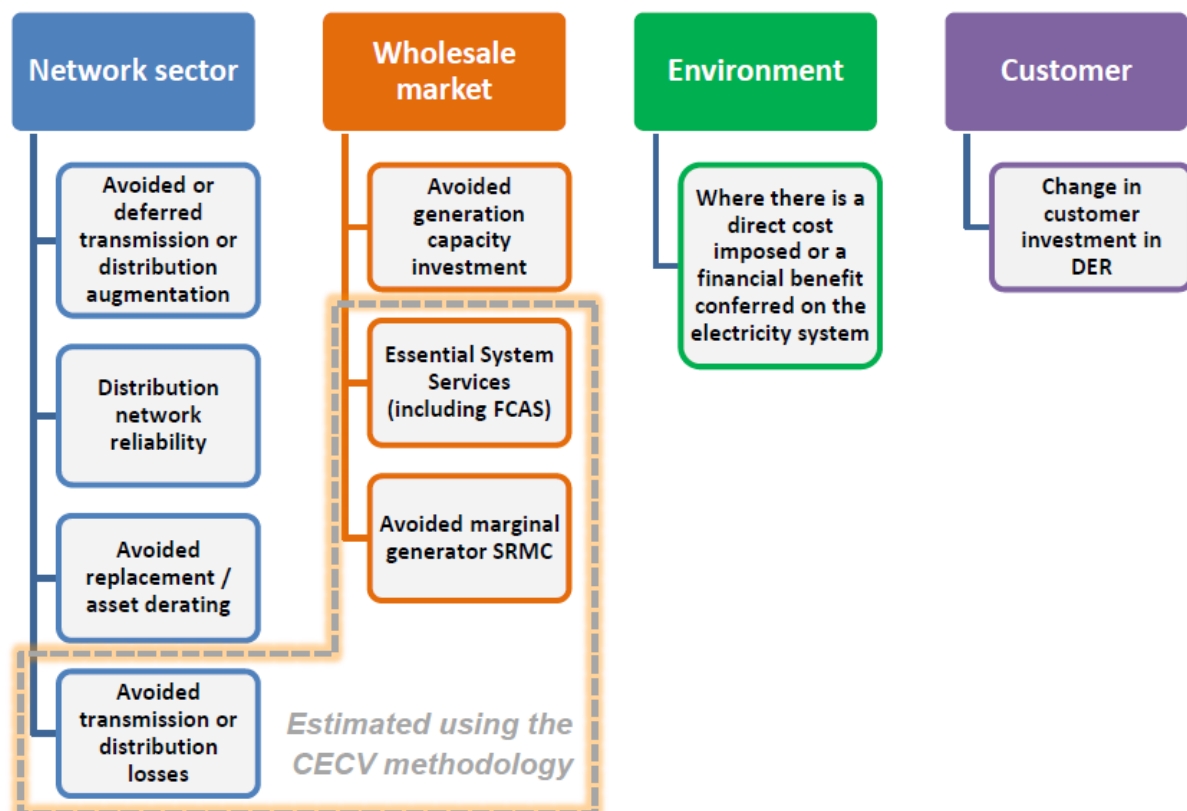 Network sector
Wholesale
market
Environment
Customer
Avoided or
deferred
transmission or
distribution
augmentation
Distribution
network
reliability
Avoided
replacement /
asset derating
Avoided
transmission or
distribution
losses
Avoided
generation
capacity
investment
Essential System
Services
(including FCAS)
Avoided marginal
generator SRMC
Estimated using the
CECV methodology
Where there is a
direct cost
imposed or a
financial benefit
conferred on the
electricity system
Change in
customer
investment in
DER